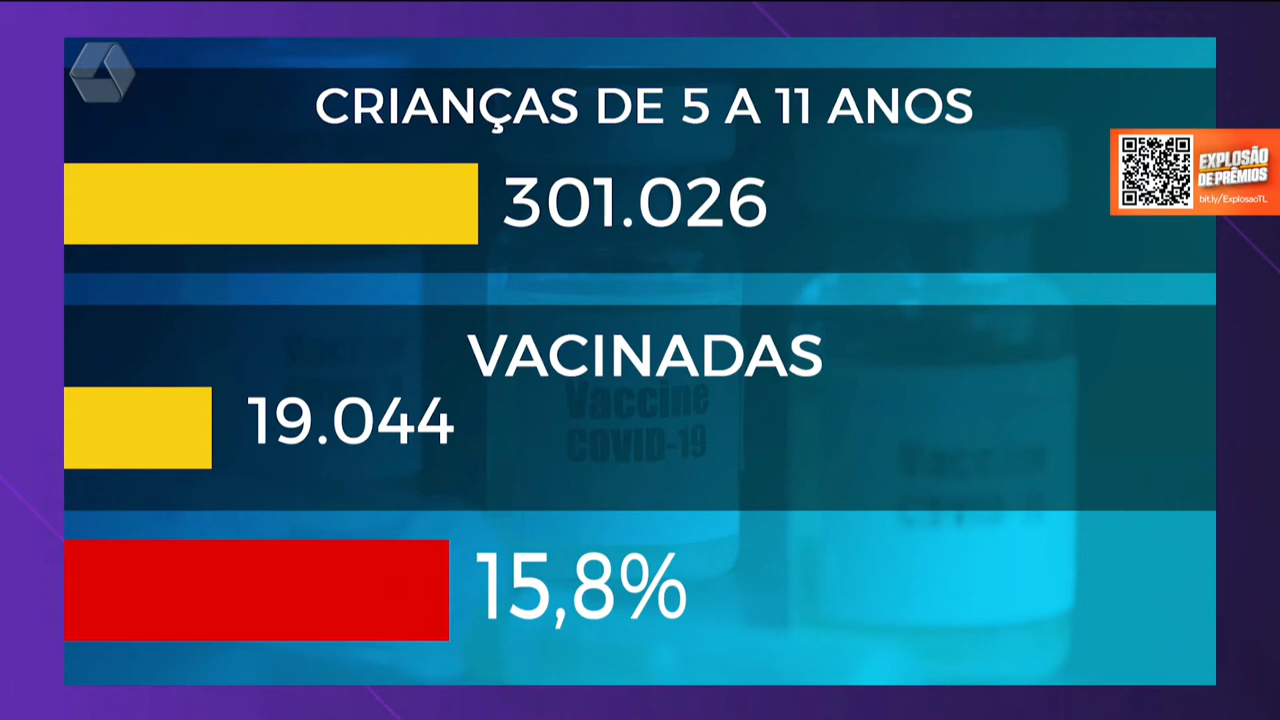 CRIANÇAS DE 5 A 11 ANOS
301.026
EXPLOSÃO
DE PRÊMIOS
bit.ly/ExplosaoTL
VACINADAS
19.044
Vaccine
COVID-19
15,8%